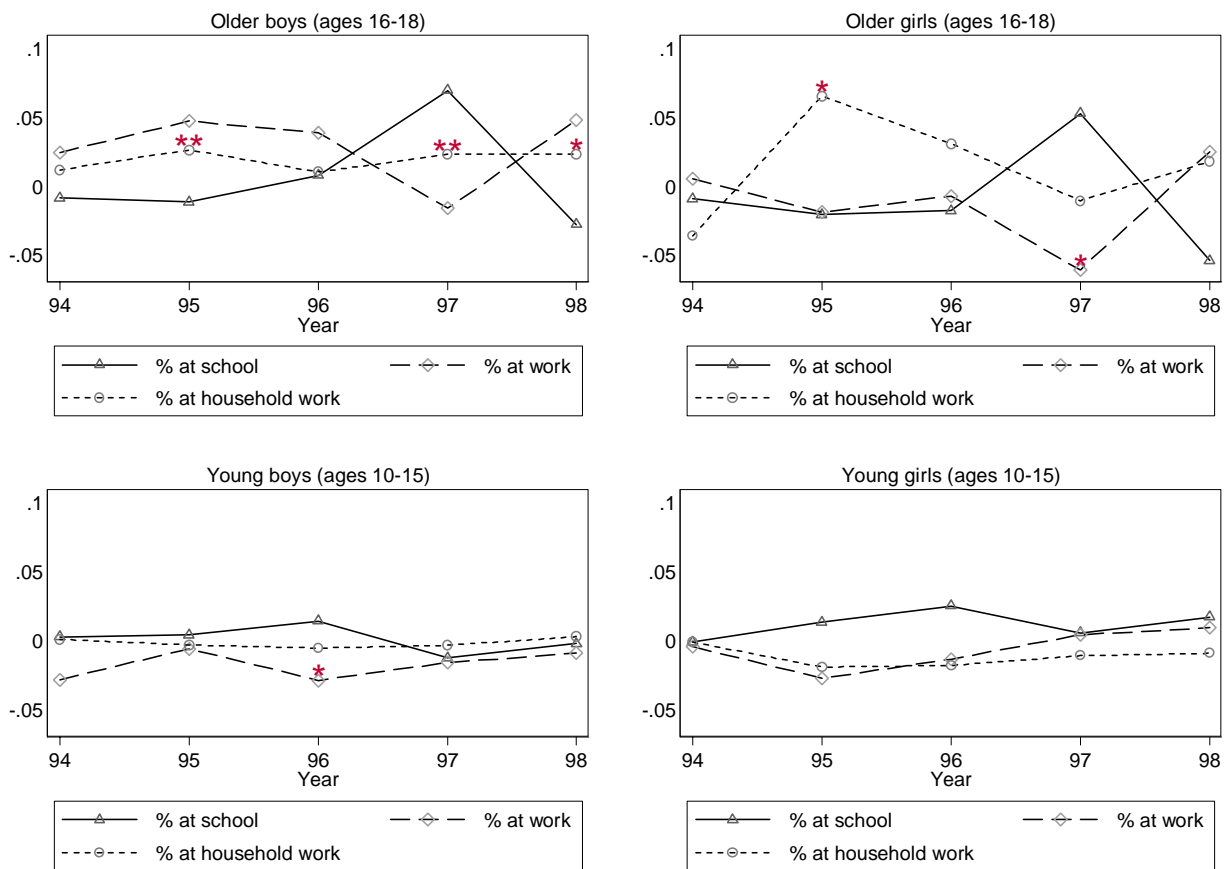 Older boys (ages 16-18)
.1
.05
0
-.05
94 95 96 97 98
Year
**
**
*
% at school
% at work
% at household work
Older girls (ages 16-18)
.1
.05
0
-.05
94 95 96 97 98
Year
*
*
% at school
% at work
% at household work
Young boys (ages 10-15)
.1
.05
0
-.05
94 95 96 97 98
Year
*
% at school
% at work
% at household work
Young girls (ages 10-15)
.1
.05
0
-.05
94 95 96 97 98
Year
% at school
% at work
% at household work